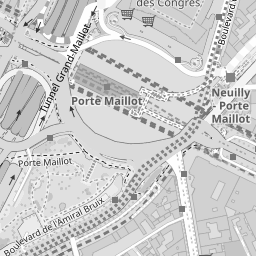 des Congrès
Boulevard
Tunnel Grand-Maillot
Porte Maillot
Neuilly
Porte
Maillot
Porte Maillot
Boulevard de l'Amiral Bruix